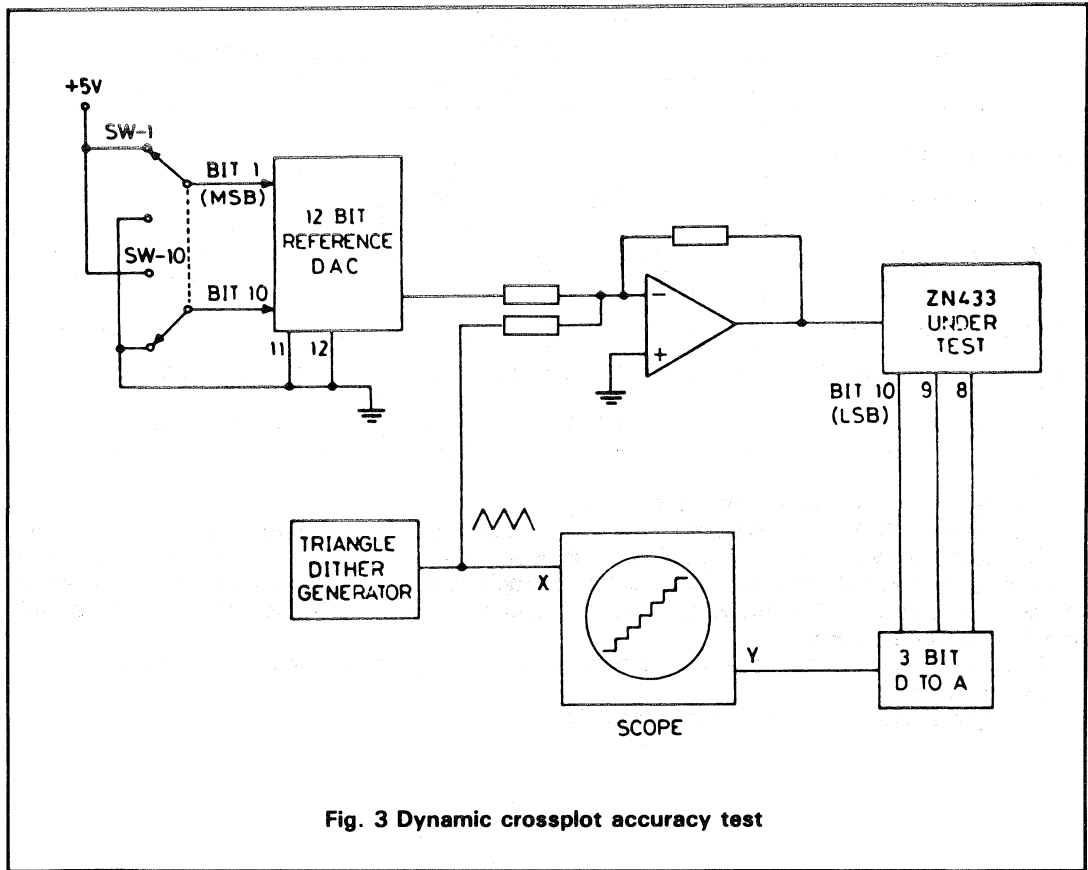 +5V
SW-1
BIT 1
(MSB)
SW-10
BIT 10
12 BIT
REFERENCE
DAC
11
12
ZN433
UNDER
TEST
BIT 10
(LSB)
9
8
TRIANGLE
DITHER
GENERATOR
X
Y
SCOPE
3 BIT
D TO A
Fig. 3 Dynamic crossplot accuracy test